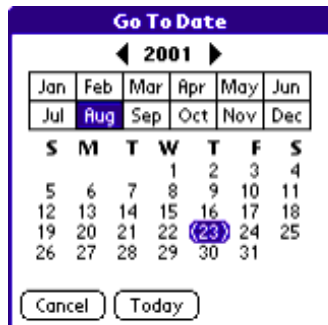 Go To Date
2001
Jan Feb Mar Apr May Jun
Jul Aug Sep Oct Nov Dec
S M T W T F S
1 2 3 4
5 6 7 8 9 10 11
12 13 14 15 16 17 18
19 20 21 22 23 24 25
26 27 28 29 30 31
Cancel Today